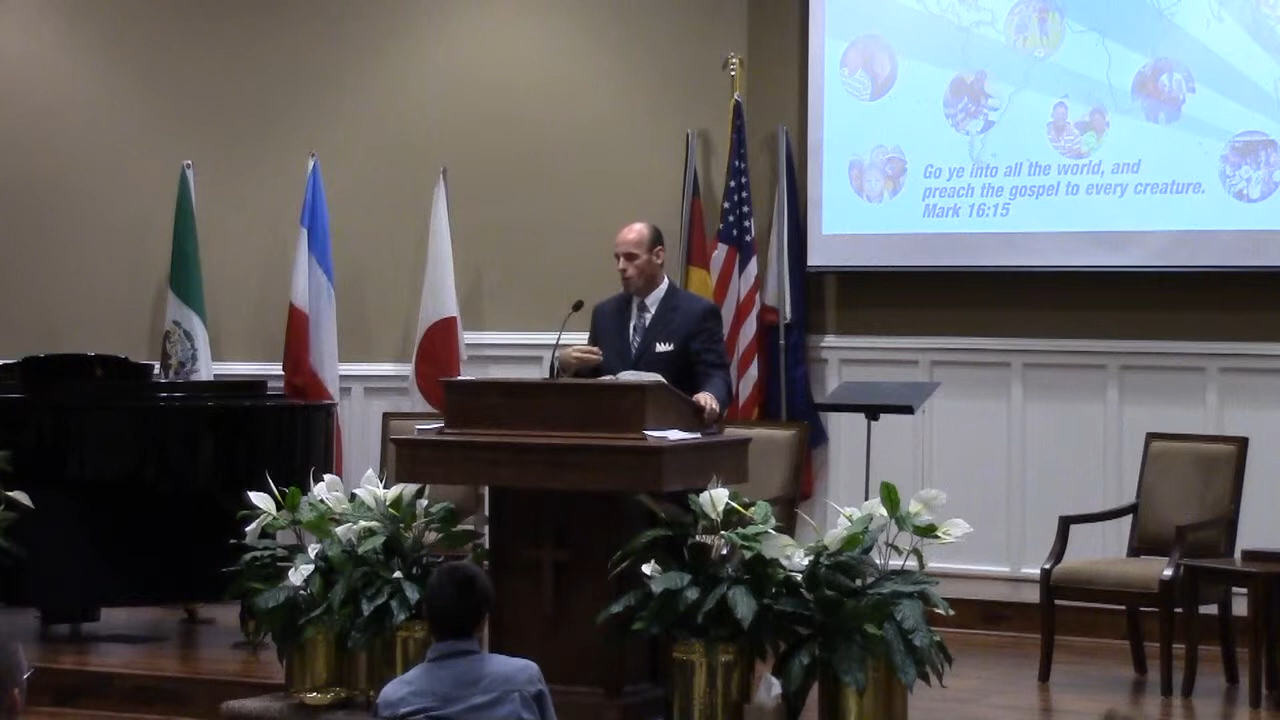 Go ye into all the world, and
preach the gospel to every creature.
Mark 16:15